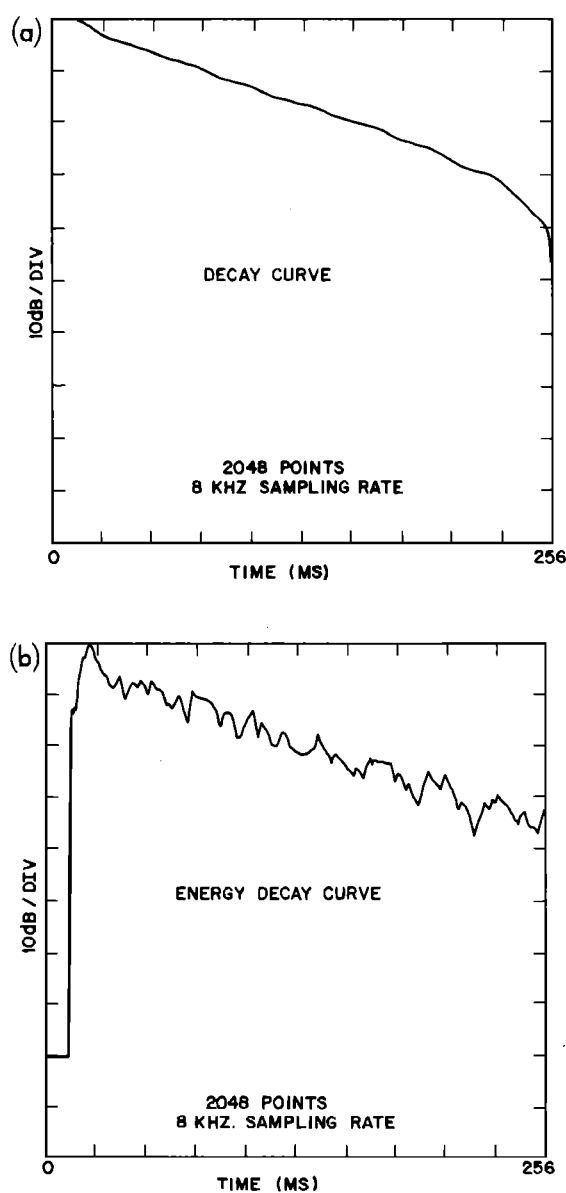 (a)
10dB / DIV
DECAY CURVE
2048 POINTS
8 KHZ SAMPLING RATE
0
256
TIME (MS)
(b)
10dB / DIV
ENERGY DECAY CURVE
2048 POINTS
8 KHZ. SAMPLING RATE
0
256
TIME (MS)